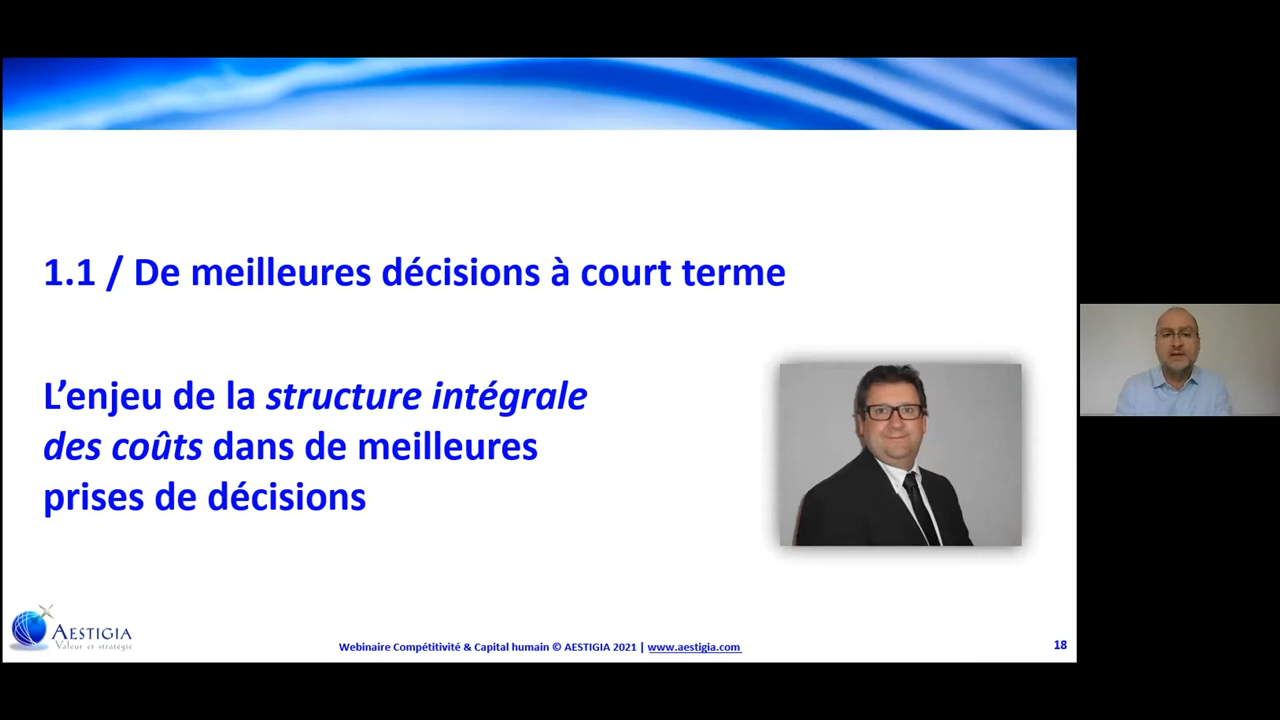 1.1 / De meilleures décisions à court terme
L’enjeu de la structure intégrale
des coûts dans de meilleures
prises de décisions
AESTIGIA
Valeur et stratégie
Webinaire Compétitivité & Capital humain © AESTIGIA 2021 | www.aestigia.com
18